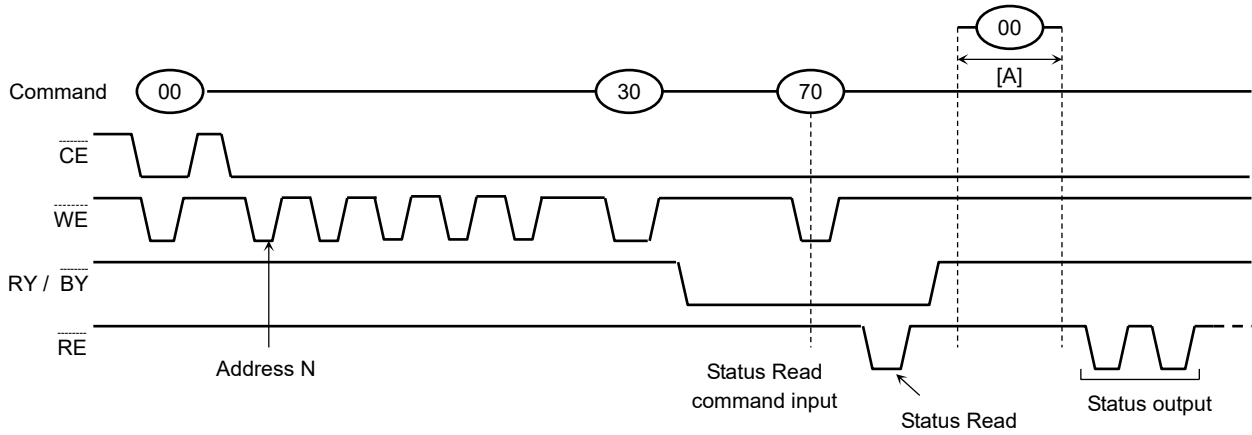 00
[A]
Command 00 30 70
CE
WE
RY / BY
RE
Address N
Status Read
command input
Status Read
Status output